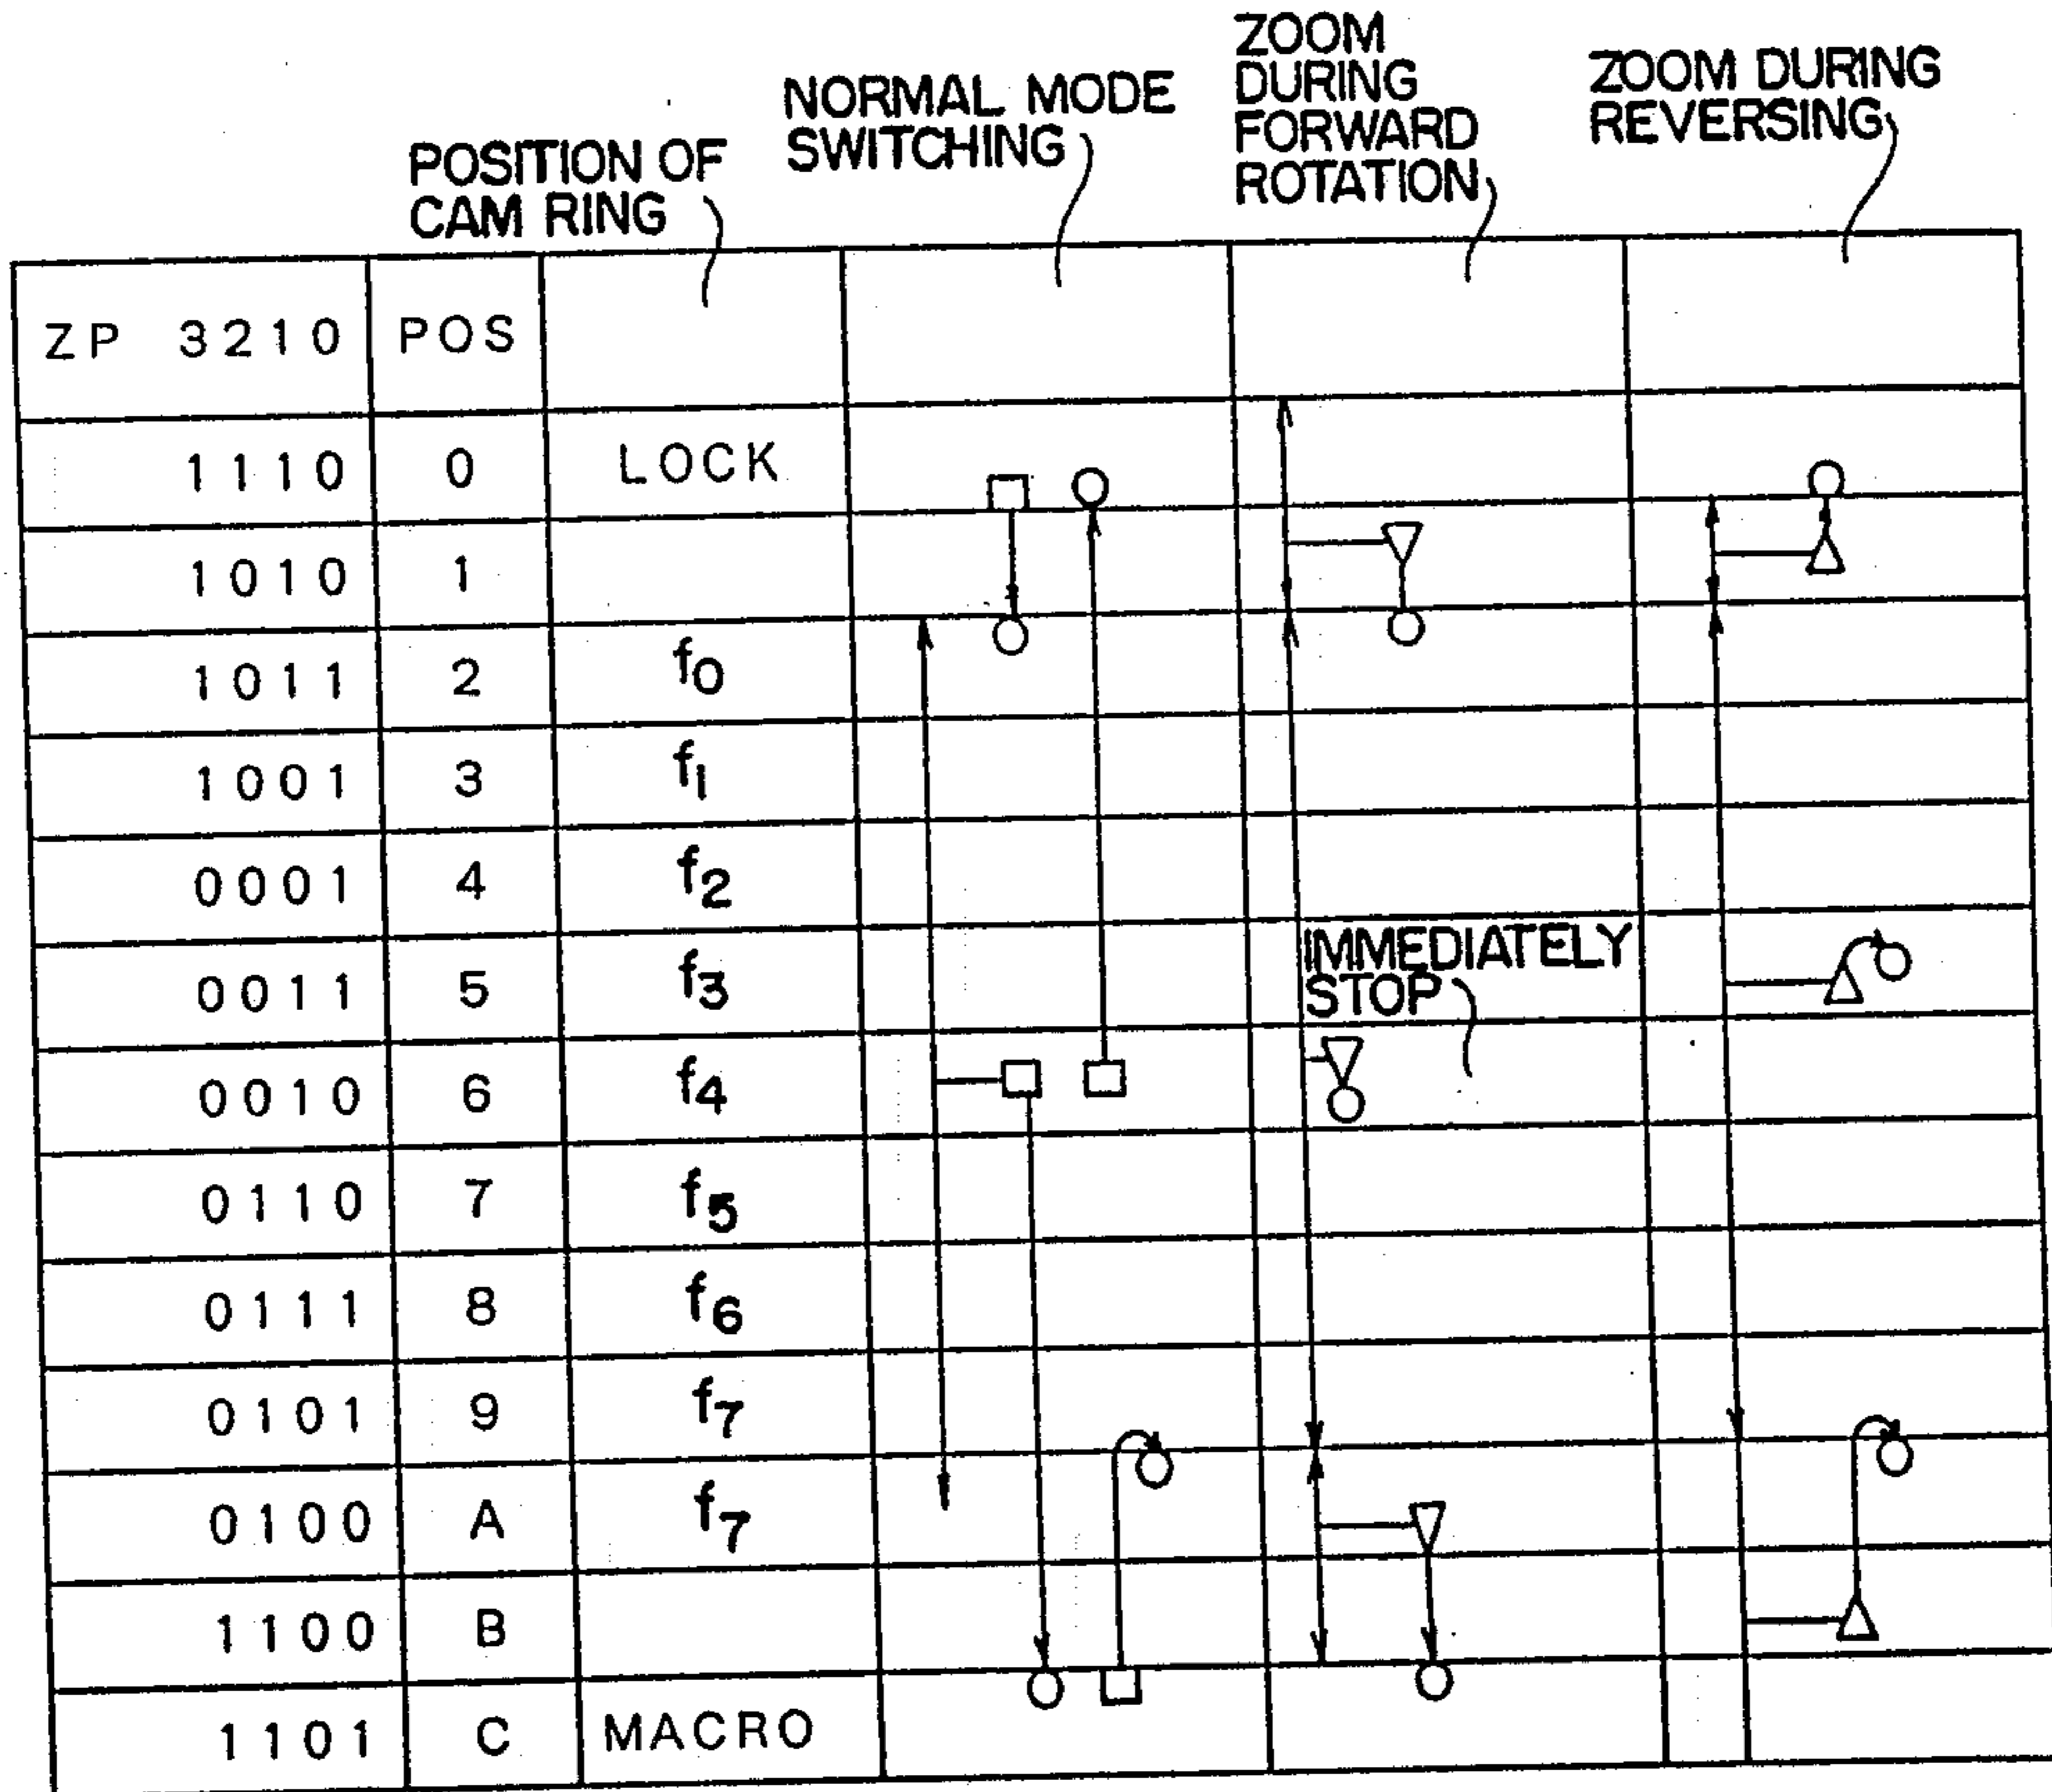 ZOOM
DURING
FORWARD
ROTATION
ZOOM DURING
REVERSING
NORMAL MODE
SWITCHING
POSITION OF
CAM RING
ZP 3210 POS
1110 0 LOCK
1010 1
1011 2 f0
1001 3 f1
0001 4 f2
0011 5 f3
IMMEDIATELY
STOP
0010 6 f4
0110 7 f5
0111 8 f6
0101 9 f7
0100 A f7
1100 B
1101 C MACRO